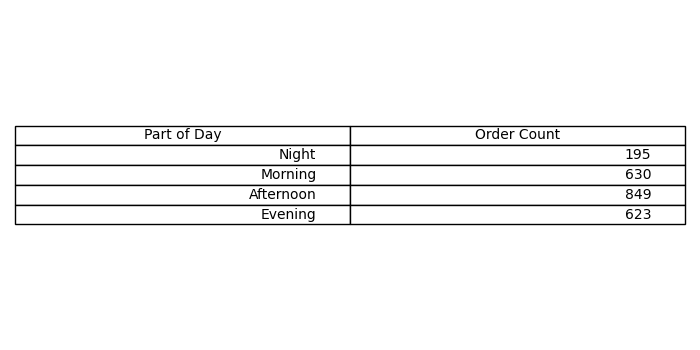 Part of Day Order Count
Night 195
Morning 630
Afternoon 849
Evening 623